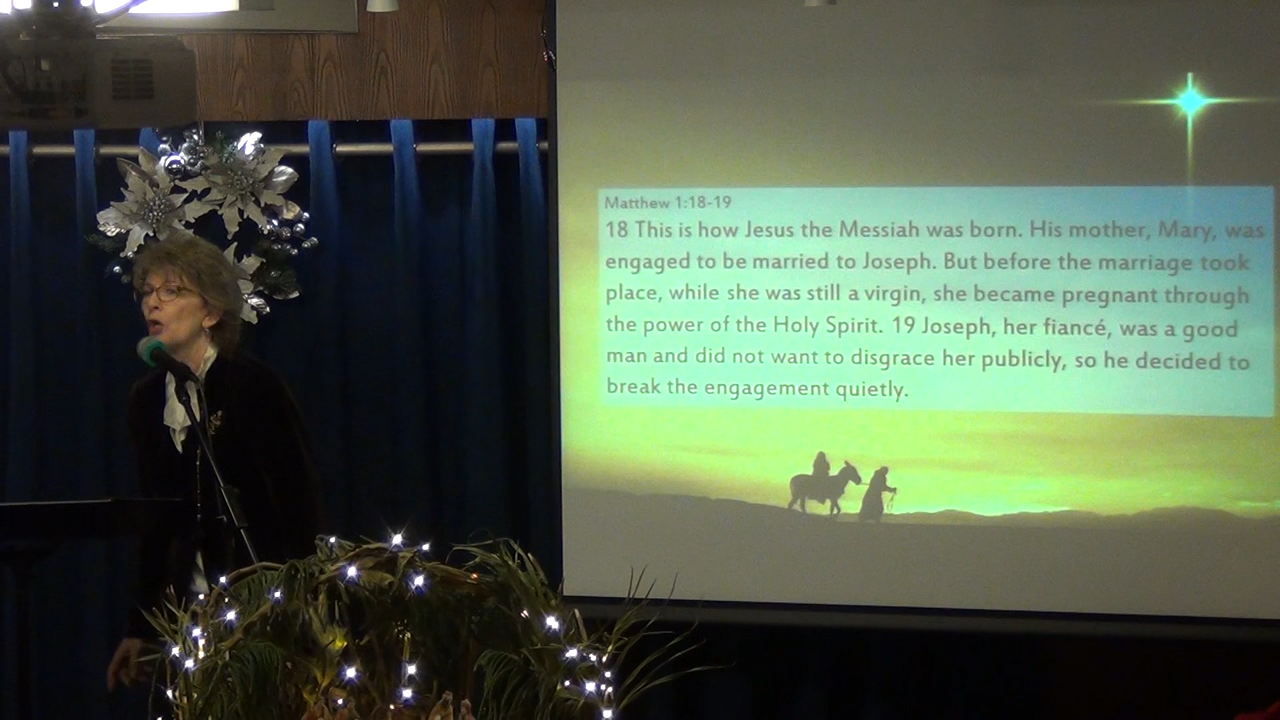 Matthew 1:18-19
18 This is how Jesus the Messiah was born. His mother, Mary, was
engaged to be married to Joseph. But before the marriage took
place, while she was still a virgin, she became pregnant through
the power of the Holy Spirit. 19 Joseph, her fiancé, was a good
man and did not want to disgrace her publicly, so he decided to
break the engagement quietly.